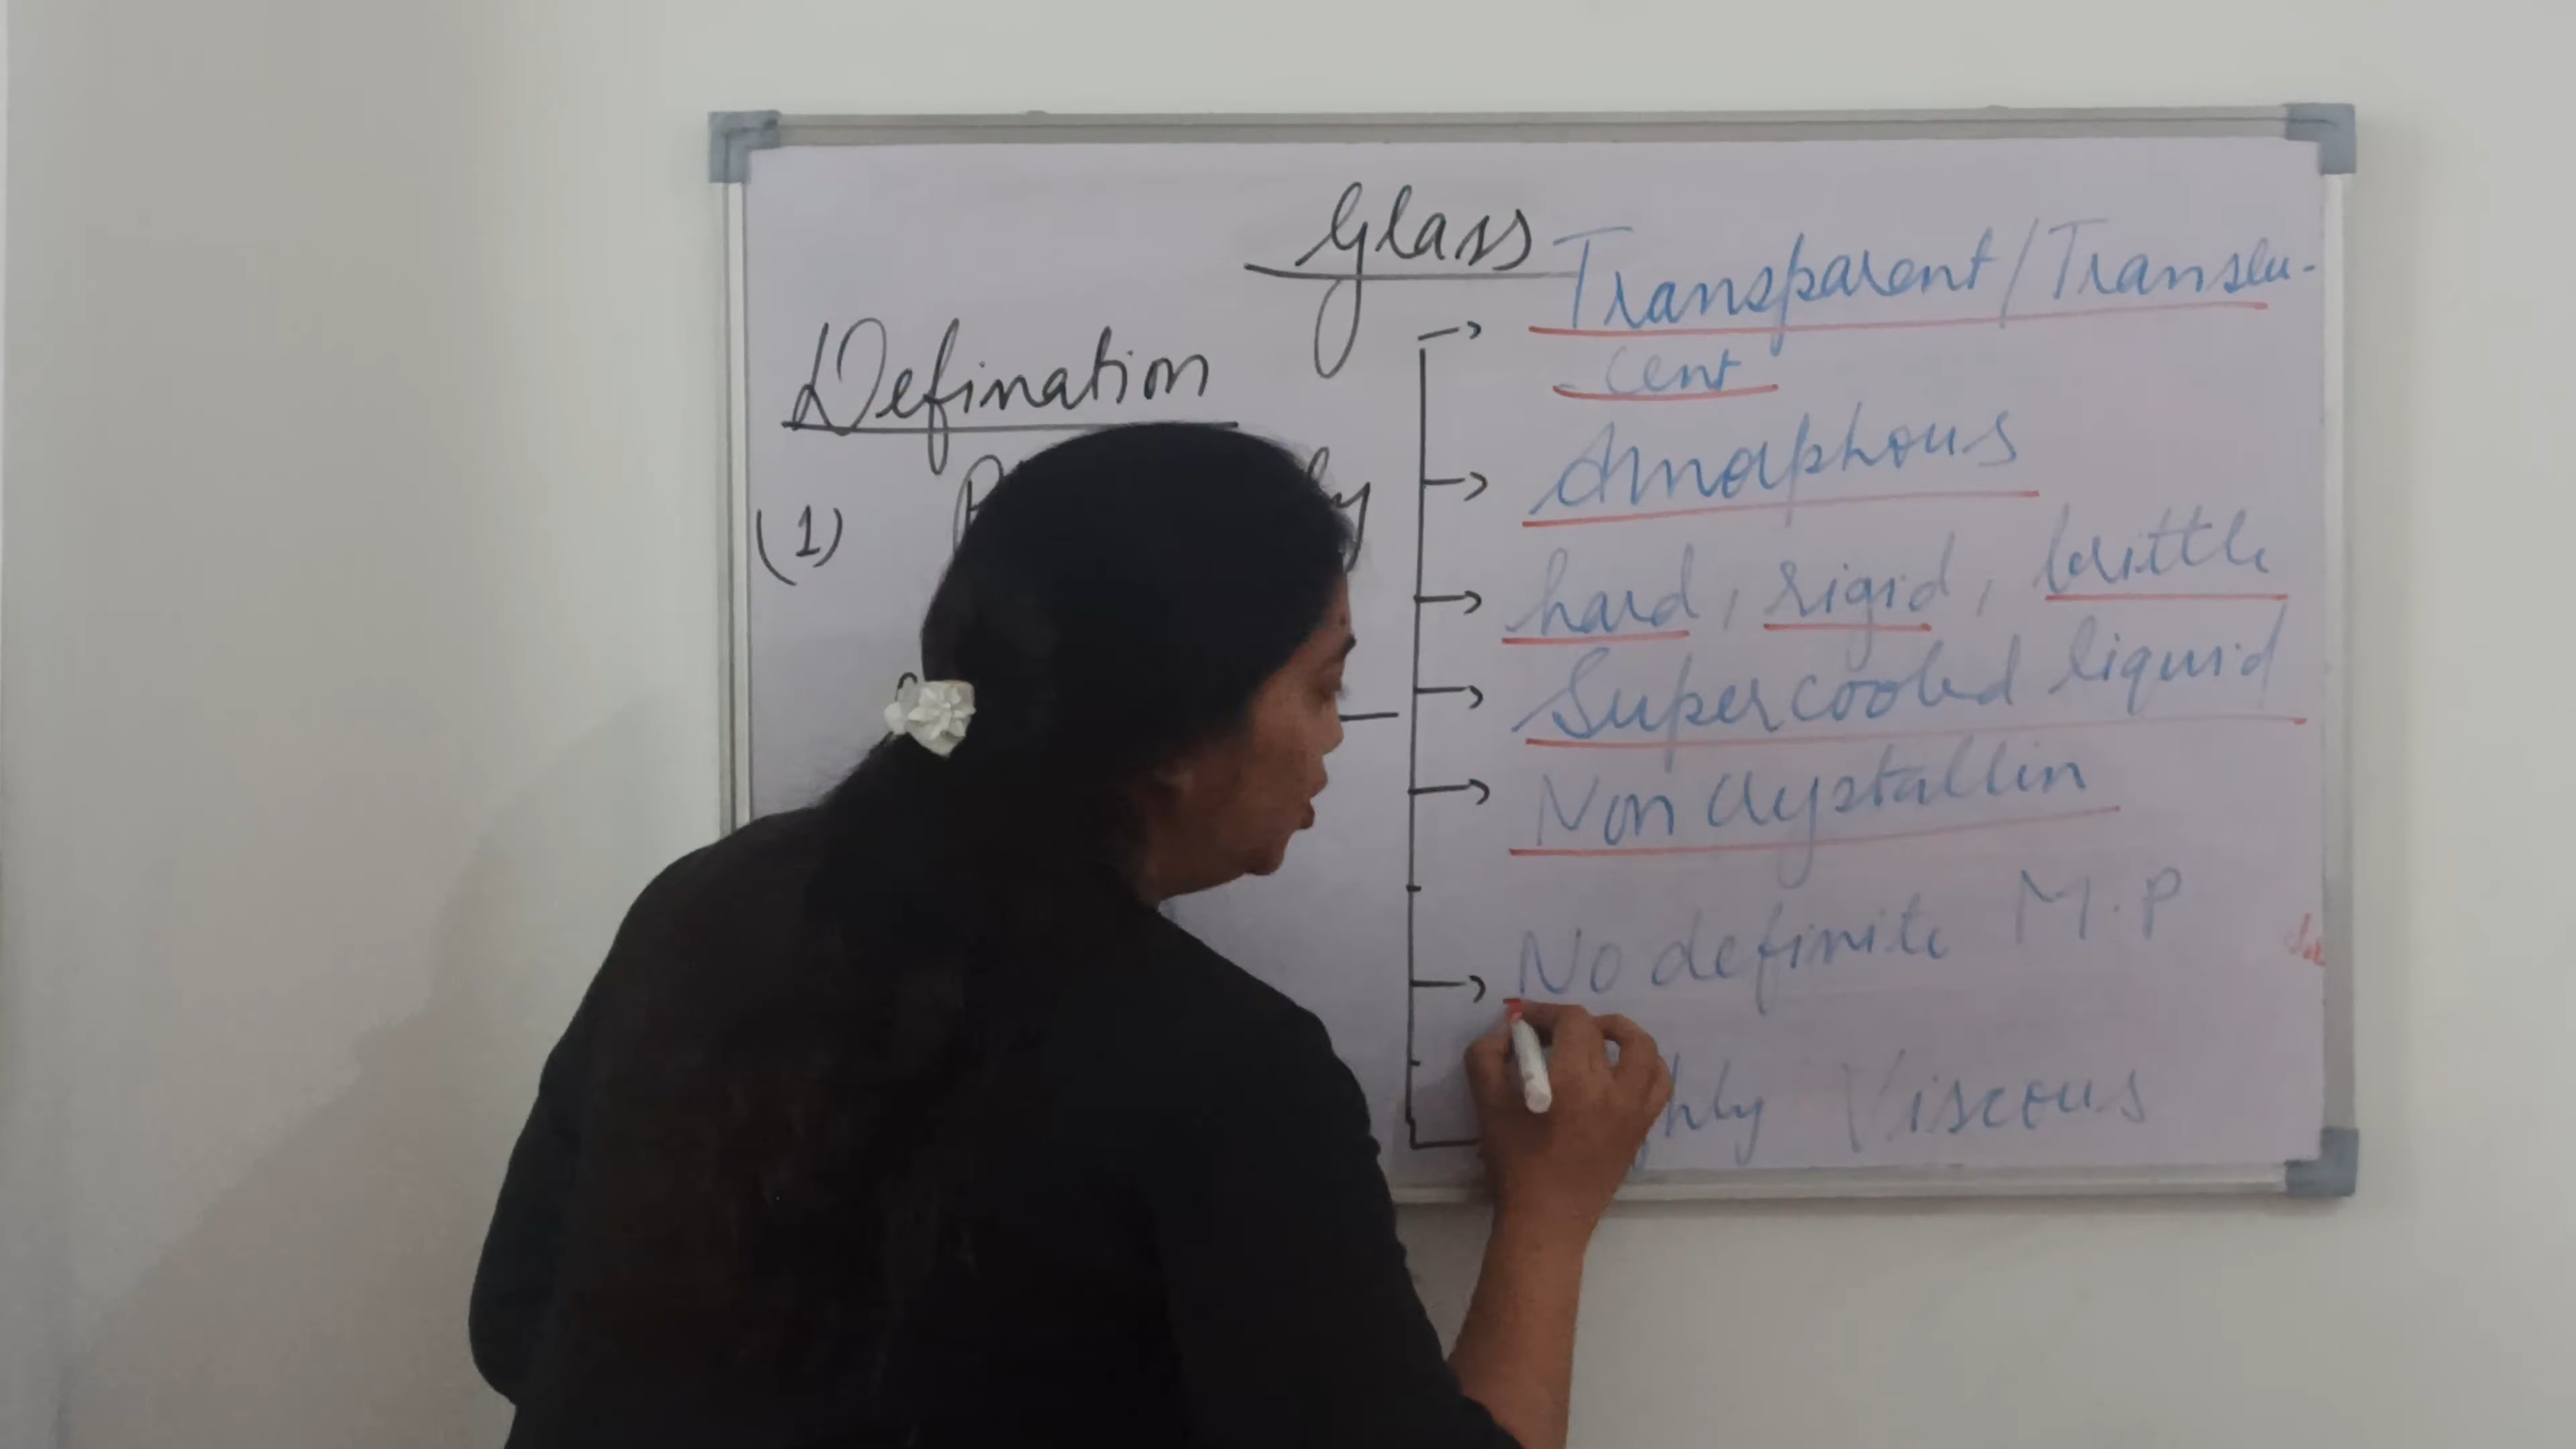 Glass
Transparent/Translu-
-cent
Defination
Amorphous
(1)
hard, rigid, brittle
Supercooled liquid
Non Crystallin
No definite M.P
Viscous